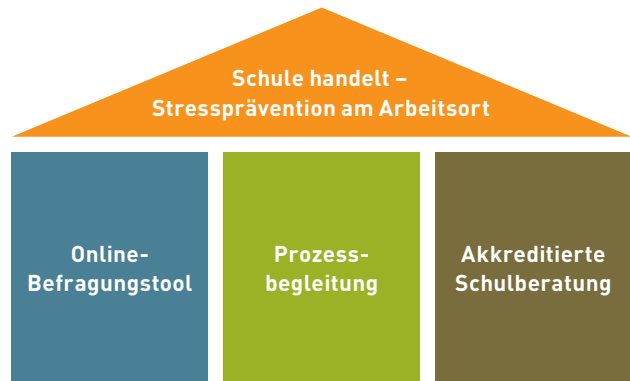 Schule handelt –
Stressprävention am Arbeitsort
Online-
Befragungstool
Prozess-
begleitung
Akkreditierte
Schulberatung